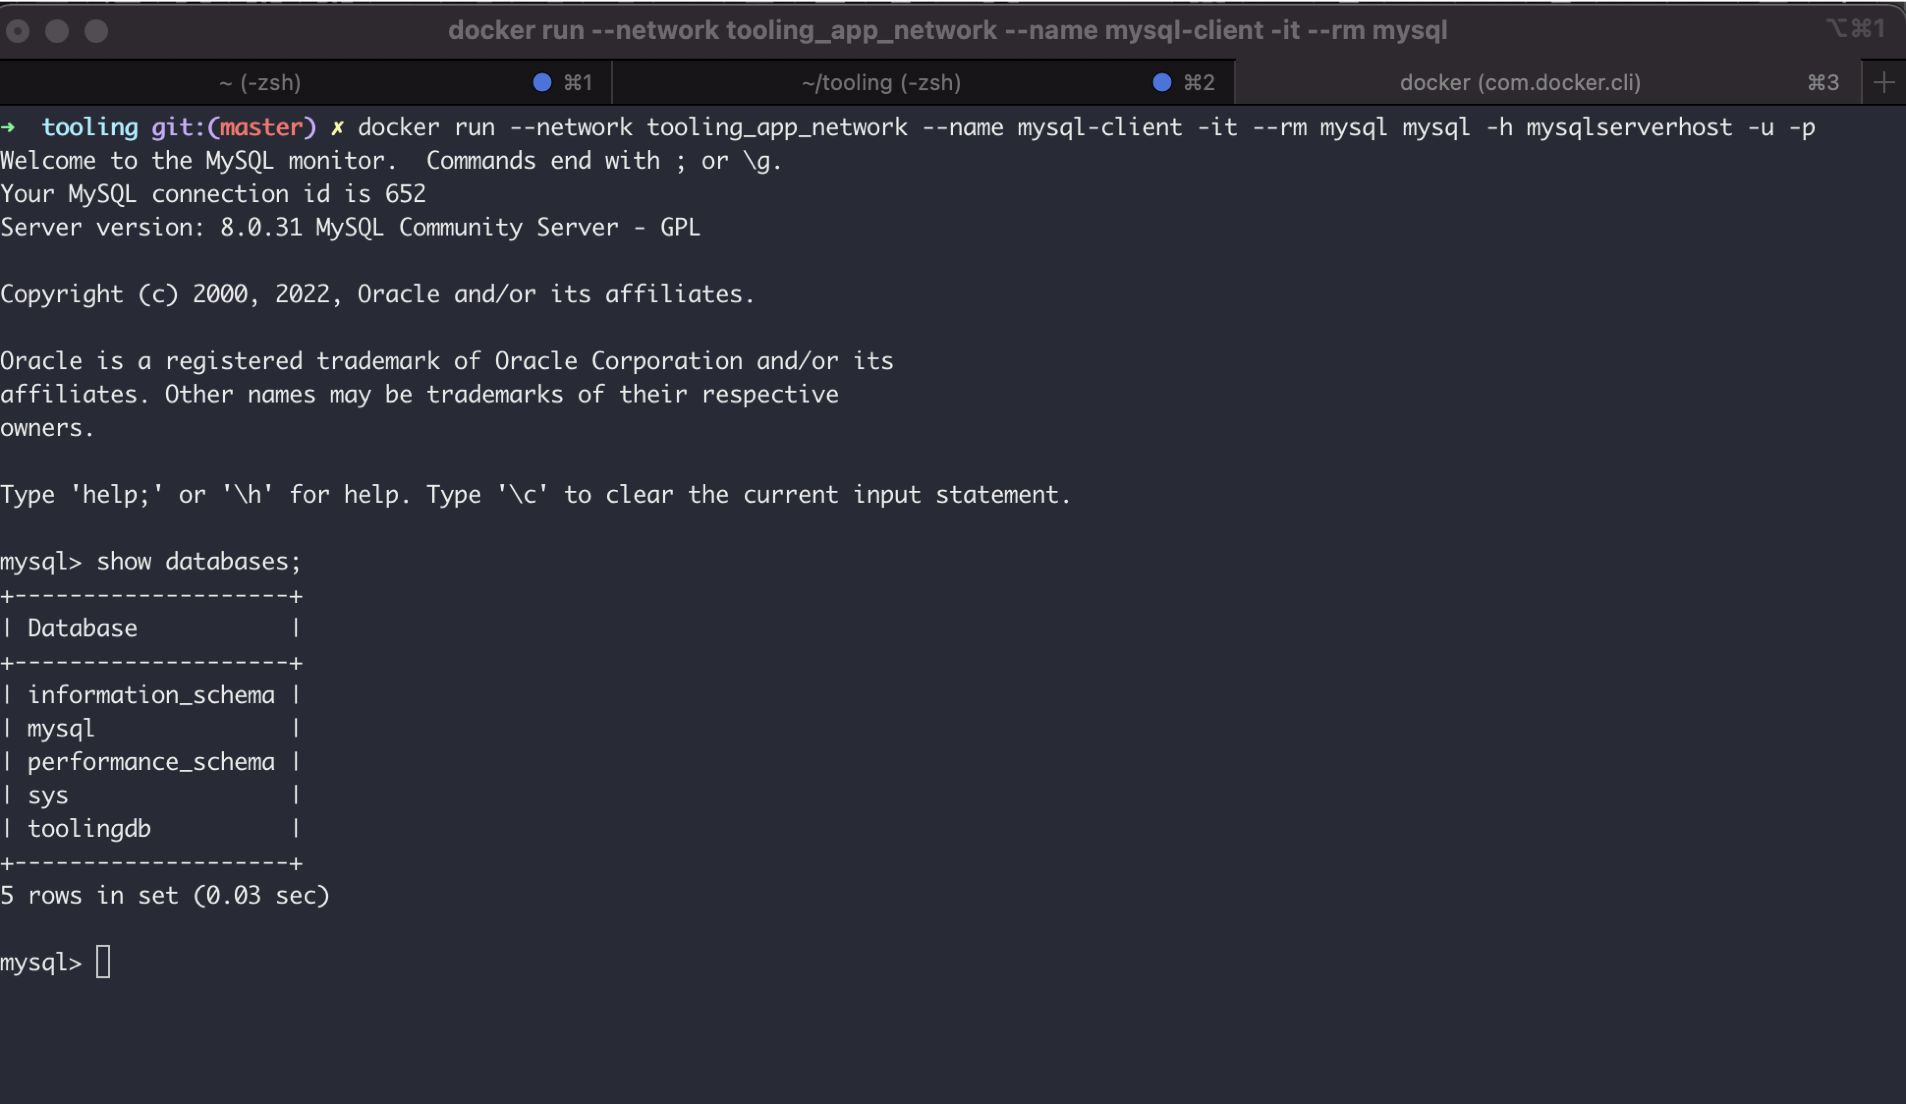 docker run --network tooling_app_network --name mysql-client -it --rm mysql
⌥⌘1
~ (-zsh) ⌘1 ~/tooling (-zsh) ⌘2 docker (com.docker.cli) ⌘3 +
→ tooling git:(master) ✗ docker run --network tooling_app_network --name mysql-client -it --rm mysql mysql -h mysqlserverhost -u -p
Welcome to the MySQL monitor.  Commands end with ; or \g.
Your MySQL connection id is 652
Server version: 8.0.31 MySQL Community Server - GPL
Copyright (c) 2000, 2022, Oracle and/or its affiliates.
Oracle is a registered trademark of Oracle Corporation and/or its
affiliates. Other names may be trademarks of their respective
owners.
Type 'help;' or '\h' for help. Type '\c' to clear the current input statement.
mysql> show databases;
+--------------------+
| Database           |
+--------------------+
| information_schema |
| mysql              |
| performance_schema |
| sys                |
| toolingdb          |
+--------------------+
5 rows in set (0.03 sec)
mysql>